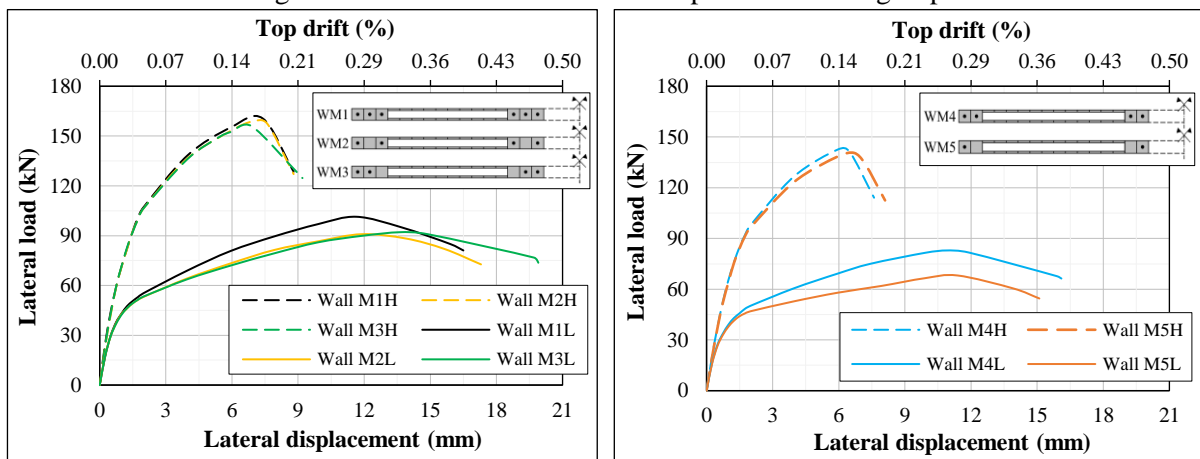 Top drift (%)
0.00 0.07 0.14 0.21 0.29 0.36 0.43 0.50
180
150
120
90
60
30
0
Lateral load (kN)
WM1
WM2
WM3
Wall M1H Wall M2H
Wall M3H Wall M1L
Wall M2L Wall M3L
0 3 6 9 12 15 18 21
Lateral displacement (mm)
Top drift (%)
0.00 0.07 0.14 0.21 0.29 0.36 0.43 0.50
180
150
120
90
60
30
0
Lateral load (kN)
WM4
WM5
Wall M4H Wall M5H
Wall M4L Wall M5L
0 3 6 9 12 15 18 21
Lateral displacement (mm)